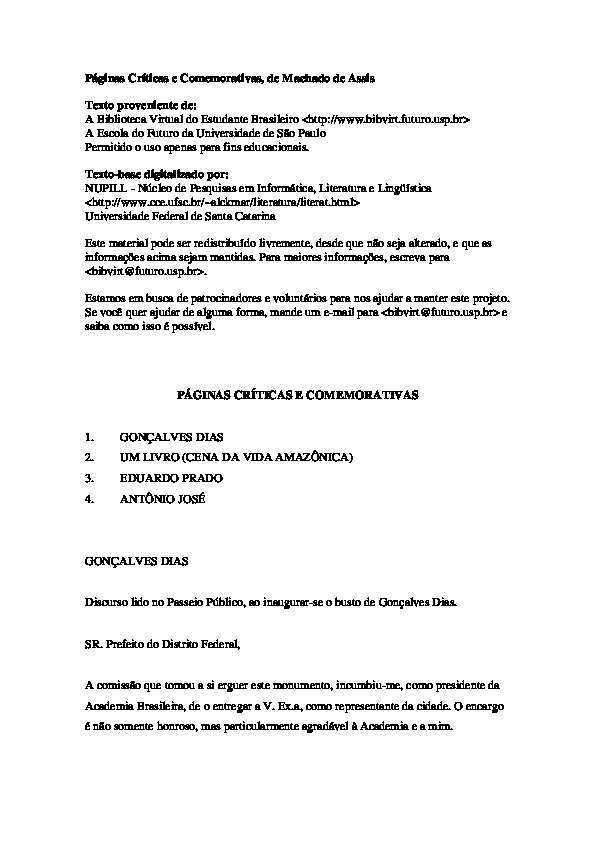 Páginas Críticas e Comemorativas, de Machado de Assis
Texto proveniente de:
A Biblioteca Virtual do Estudante Brasileiro <http://www.bibvirt.futuro.usp.br>
A Escola do Futuro da Universidade de São Paulo
Permitido o uso apenas para fins educacionais.
Texto-base digitalizado por:
NUPILL - Núcleo de Pesquisas em Informática, Literatura e Lingüística
<http://www.cce.ufsc.br/~alckmar/literatura/literat.html>
Universidade Federal de Santa Catarina
Este material pode ser redistribuído livremente, desde que não seja alterado, e que as
informações acima sejam mantidas. Para maiores informações, escreva para
<bibvirt@futuro.usp.br>.
Estamos em busca de patrocinadores e voluntários para nos ajudar a manter este projeto.
Se você quer ajudar de alguma forma, mande um e-mail para <bibvirt@futuro.usp.br> e
saiba como isso é possível.
PÁGINAS CRÍTICAS E COMEMORATIVAS
1. GONÇALVES DIAS
2. UM LIVRO (CENA DA VIDA AMAZÔNICA)
3. EDUARDO PRADO
4. ANTÔNIO JOSÉ
GONÇALVES DIAS
Discurso lido no Passeio Público, ao inaugurar-se o busto de Gonçalves Dias.
SR. Prefeito do Distrito Federal,
A comissão que tomou a si erguer este monumento, incumbiu-me, como presidente da
Academia Brasileira, de o entregar a V. Ex.a, como representante da cidade. O encargo
é não somente honroso, mas particularmente agradável à Academia e a mim.